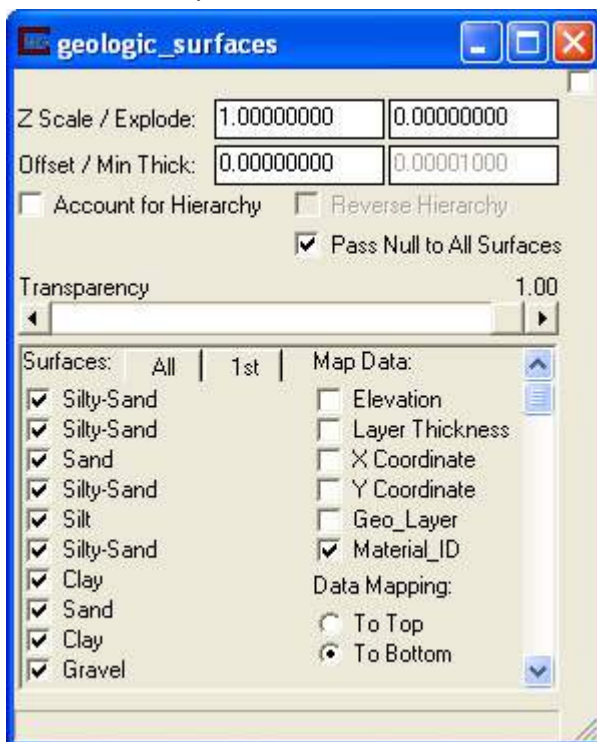 geologic_surfaces
Z Scale / Explode: 1.00000000 0.00000000
Offset / Min Thick: 0.00000000 0.00001000
Account for Hierarchy Reverse Hierarchy
Pass Null to All Surfaces
Transparency 1.00
Surfaces: All 1st Map Data:
Silty-Sand Elevation
Silty-Sand Layer Thickness
Sand X Coordinate
Silty-Sand Y Coordinate
Silt Geo_Layer
Silty-Sand Material_ID
Clay Data Mapping:
Sand To Top
Clay To Bottom
Gravel